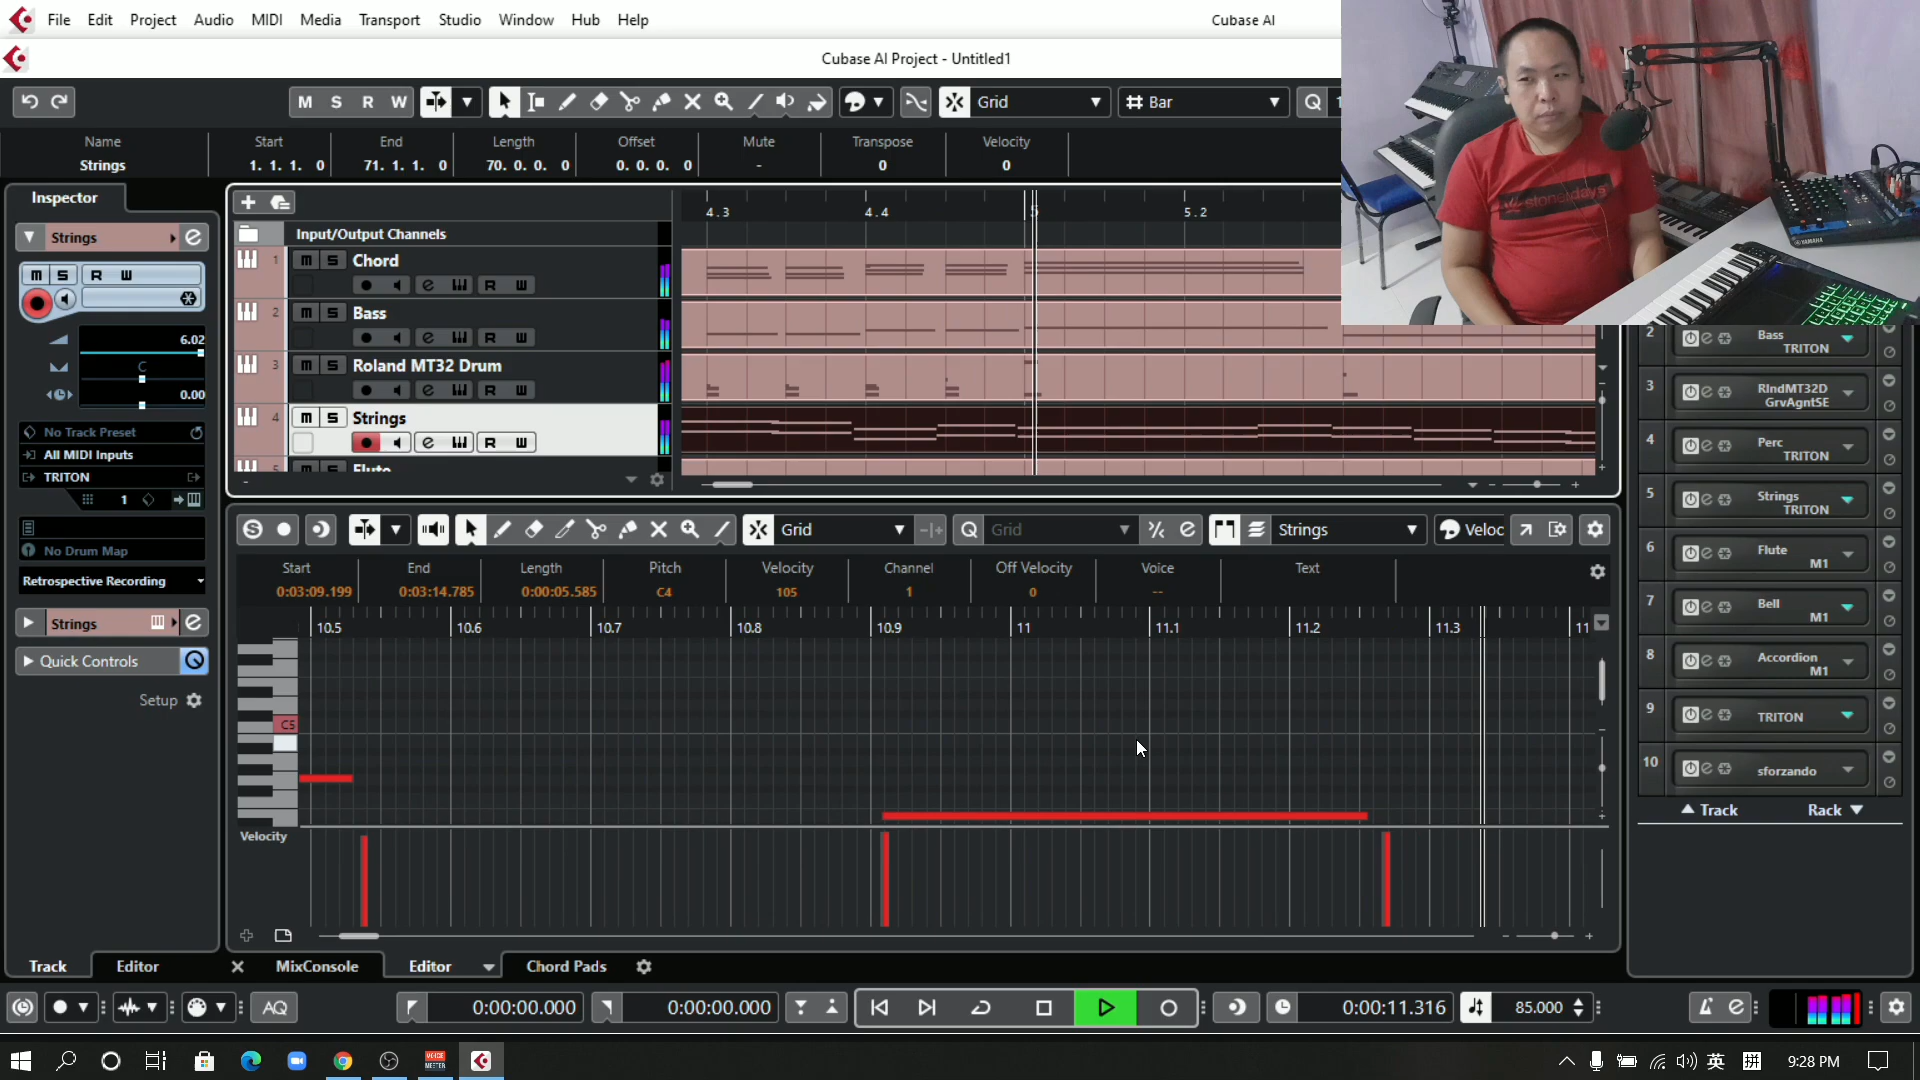 File Edit Project Audio MIDI Media Transport Studio Window Hub Help Cubase AI
Cubase AI Project - Untitled1
M S R W Grid Bar Q
Name Start End Length Offset Mute Transpose Velocity
Strings 1. 1. 1. 0 71. 1. 1. 0 70. 0. 0. 0 0. 0. 0. 0 - 0 0
Inspector
4.3 4.4 5 5.2
Strings
Input/Output Channels
m S R W
1 m S Chord
e R W
2 m S Bass
e R W
3 m S Roland MT32 Drum
e R W
4 m S Strings
e R W
5 m S Flute
6.02
C
0.00
No Track Preset
All MIDI Inputs
TRITON
1
No Drum Map
Retrospective Recording
Strings
Quick Controls
Setup
YAMAHA
2 Bass
TRITON
3 RIndMT32D
GrvAgntSE
4 Perc
TRITON
5 Strings
TRITON
6 Flute
M1
7 Bell
M1
8 Accordion
M1
9 TRITON
10 sforzando
Track Rack
Grid Q Grid Strings Veloc
Start End Length Pitch Velocity Channel Off Velocity Voice Text
0:03:09.199 0:03:14.785 0:00:05.585 C4 105 1 0 --
10.5 10.6 10.7 10.8 10.9 11 11.1 11.2 11.3 11
C5
Velocity
Track Editor MixConsole Editor Chord Pads
AQ 0:00:00.000 0:00:00.000 0:00:11.316 85.000
VOICE
MEETER
英 拼 9:28 PM